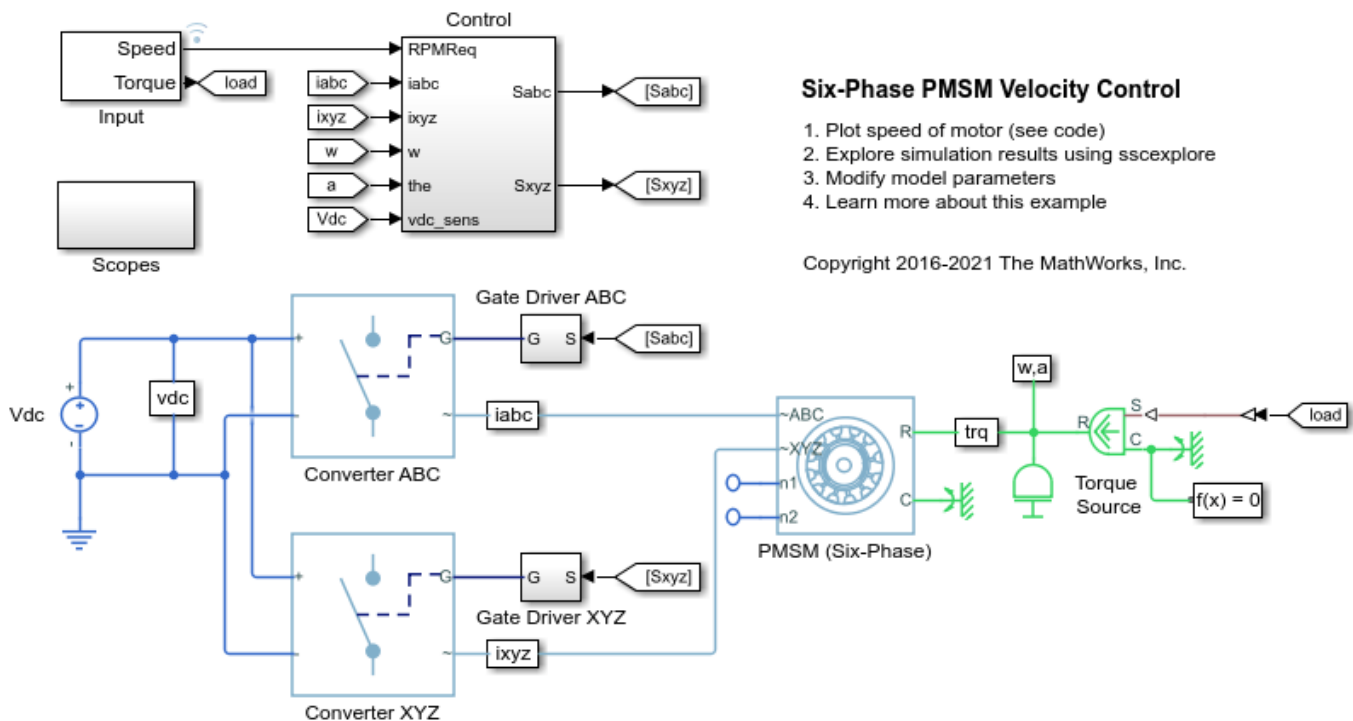 Control
Speed
Torque
load
Input
RPMReq
iabc
iabc
ixyz
ixyz
w
w
a
the
Vdc
vdc_sens
Sabc
[Sabc]
Sxyz
[Sxyz]
Scopes
Six-Phase PMSM Velocity Control
1. Plot speed of motor (see code)
2. Explore simulation results using sscexplore
3. Modify model parameters
4. Learn more about this example
Copyright 2016-2021 The MathWorks, Inc.
Vdc
+
-
vdc
+
-
G
~
Converter ABC
Gate Driver ABC
G
S
[Sabc]
iabc
+
-
G
~
Converter XYZ
G
S
[Sxyz]
Gate Driver XYZ
ixyz
~ABC
~XYZ
n1
n2
R
C
PMSM (Six-Phase)
trq
w,a
R
S
C
load
Torque
Source
f(x) = 0